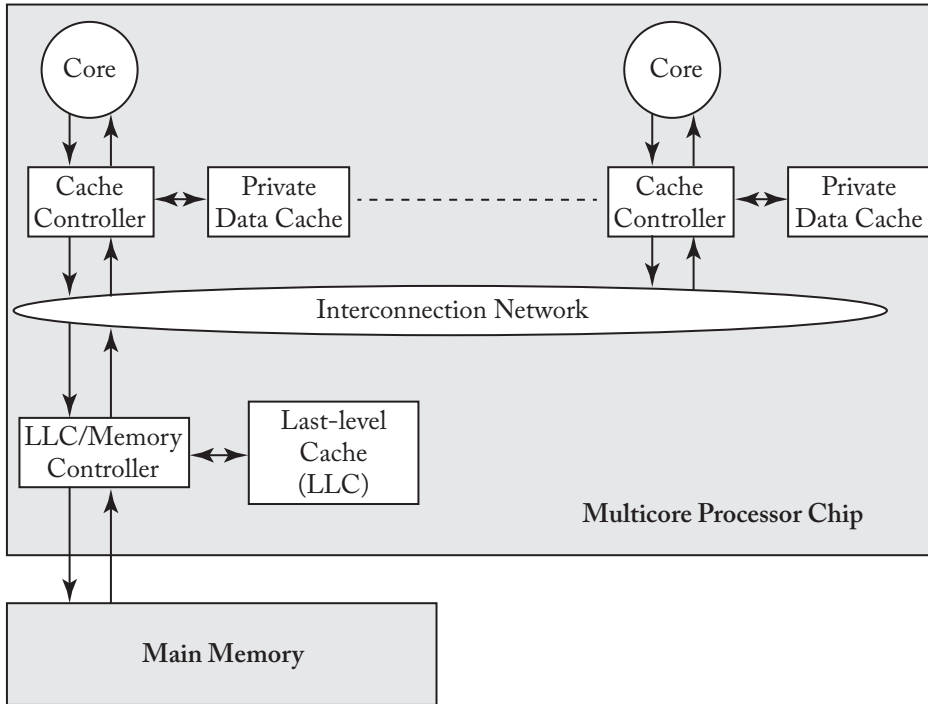 Core
Core
Cache
Controller
Private
Data Cache
Cache
Controller
Private
Data Cache
Interconnection Network
LLC/Memory
Controller
Last-level
Cache
(LLC)
Multicore Processor Chip
Main Memory